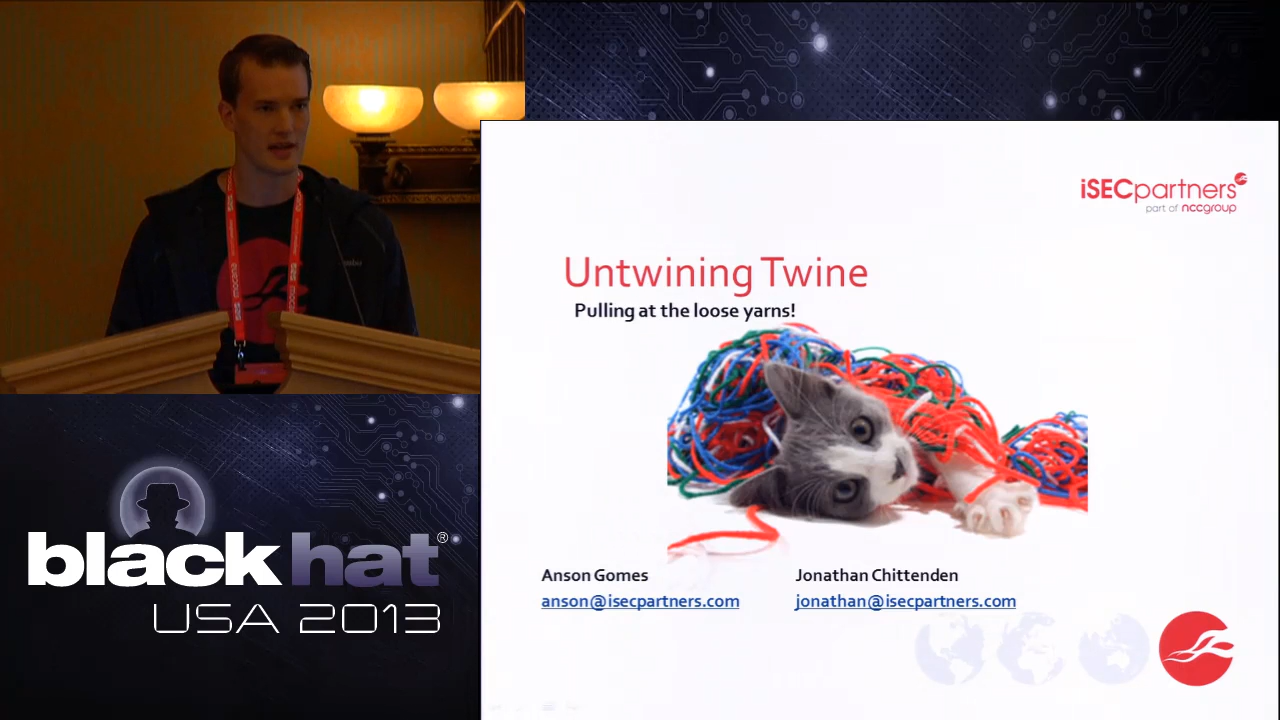 iSECpartners
part of nccgroup
Untwining Twine
Pulling at the loose yarns!
Anson Gomes
anson@isecpartners.com
Jonathan Chittenden
jonathan@isecpartners.com
black hat®
USA 2013